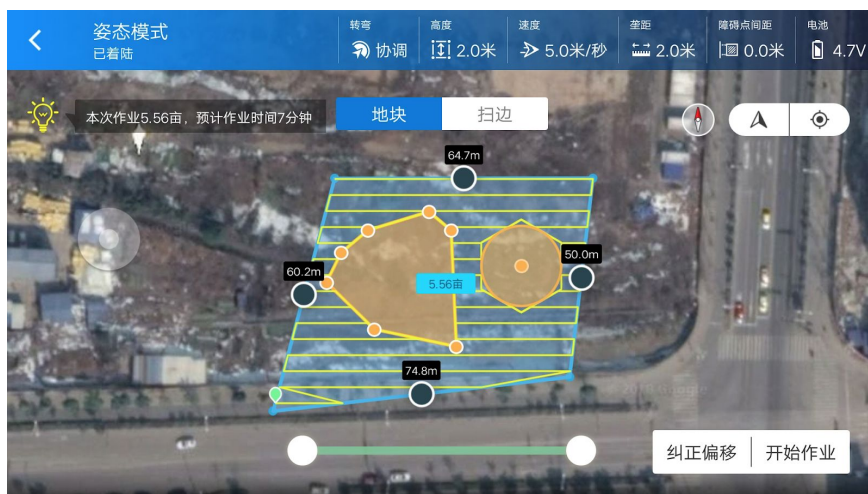 姿态模式
已着陆
转弯
协调
高度
2.0米
速度
5.0米/秒
垄距
2.0米
障碍点间距
0.0米
电池
4.7V
本次作业5.56亩，预计作业时间7分钟
地块
扫边
64.7m
60.2m
50.0m
5.56亩
74.8m
纠正偏移
开始作业